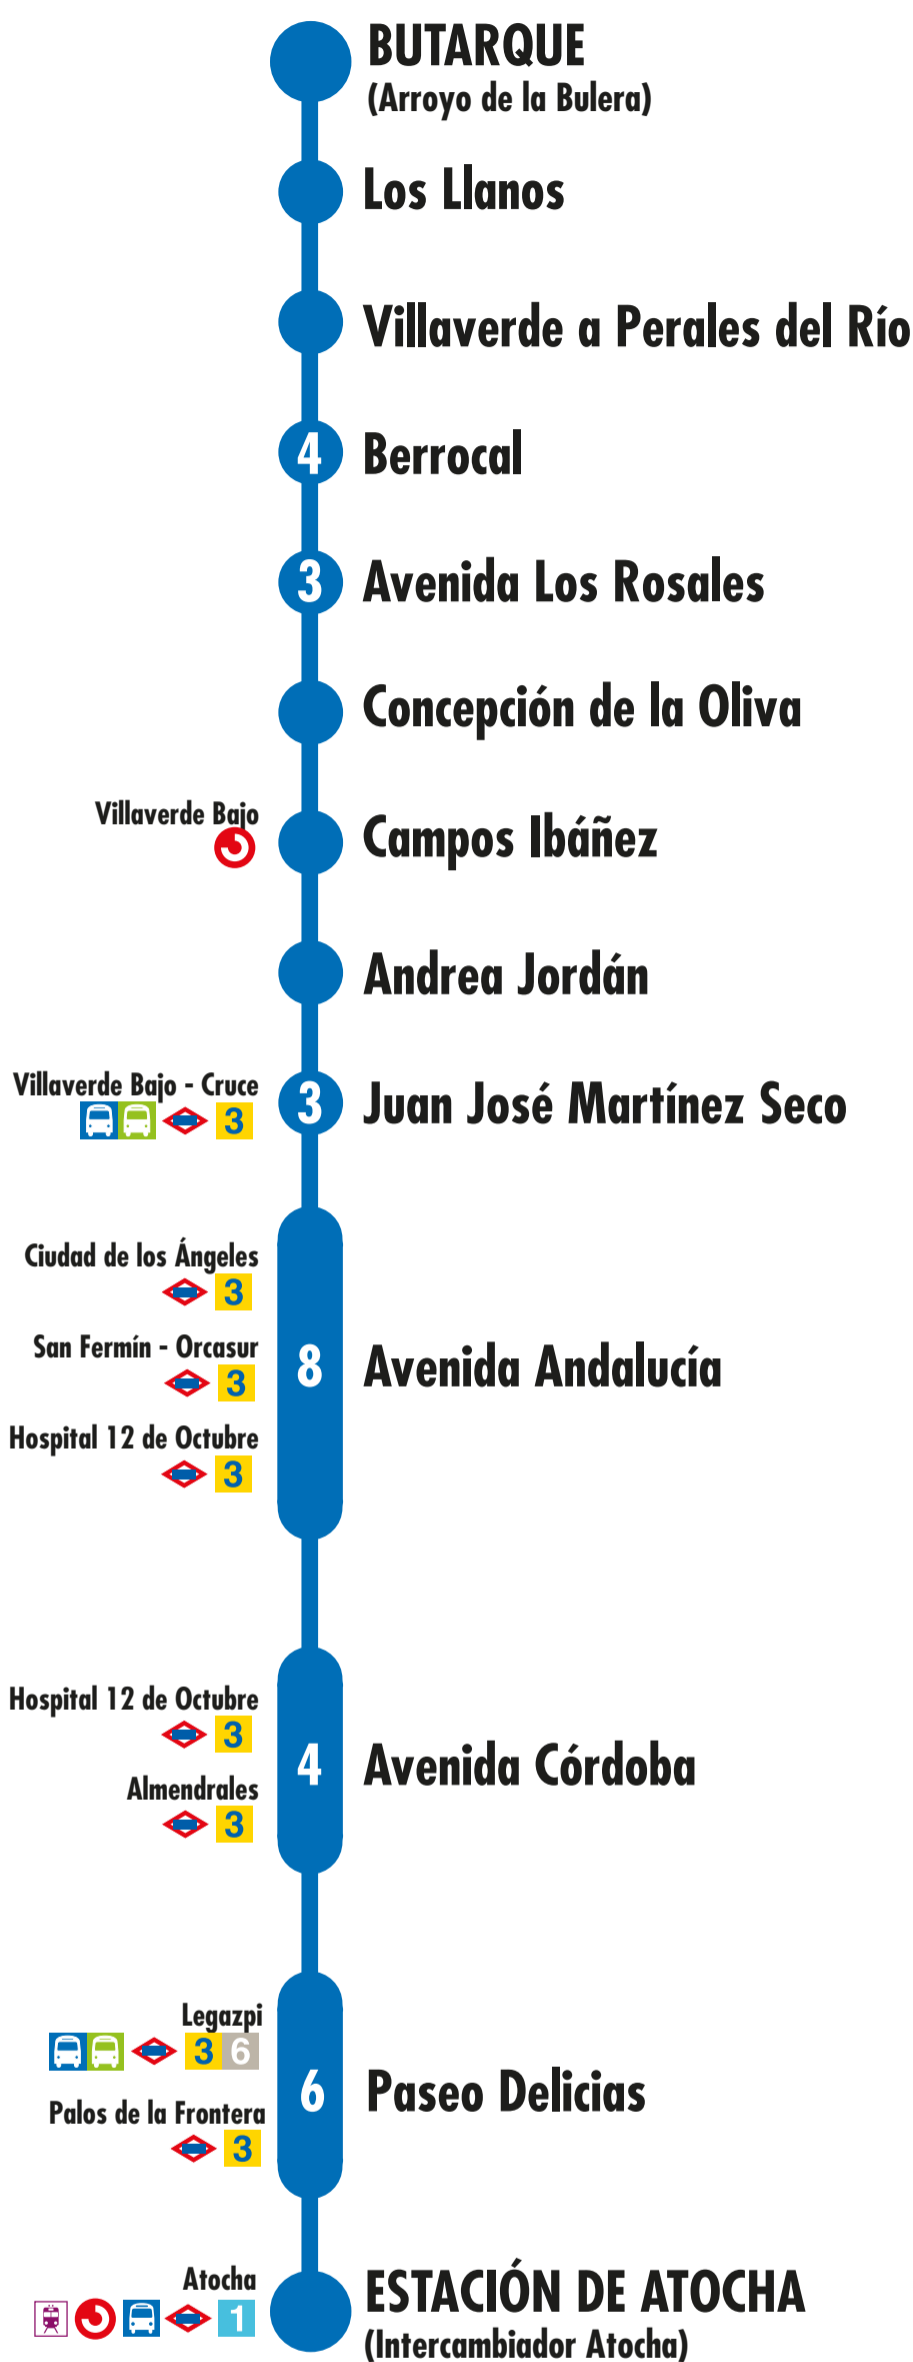 BUTARQUE
(Arroyo de la Bulera)
Los Llanos
Villaverde a Perales del Río
4 Berrocal
3 Avenida Los Rosales
Concepción de la Oliva
Villaverde Bajo
Campos Ibáñez
Andrea Jordán
Villaverde Bajo - Cruce
3
3 Juan José Martínez Seco
Ciudad de los Ángeles
3
San Fermín - Orcasur
3
Hospital 12 de Octubre
3
8 Avenida Andalucía
Hospital 12 de Octubre
3
Almendrales
3
4 Avenida Córdoba
Legazpi
3 6
Palos de la Frontera
3
6 Paseo Delicias
Atocha
1
ESTACIÓN DE ATOCHA
(Intercambiador Atocha)